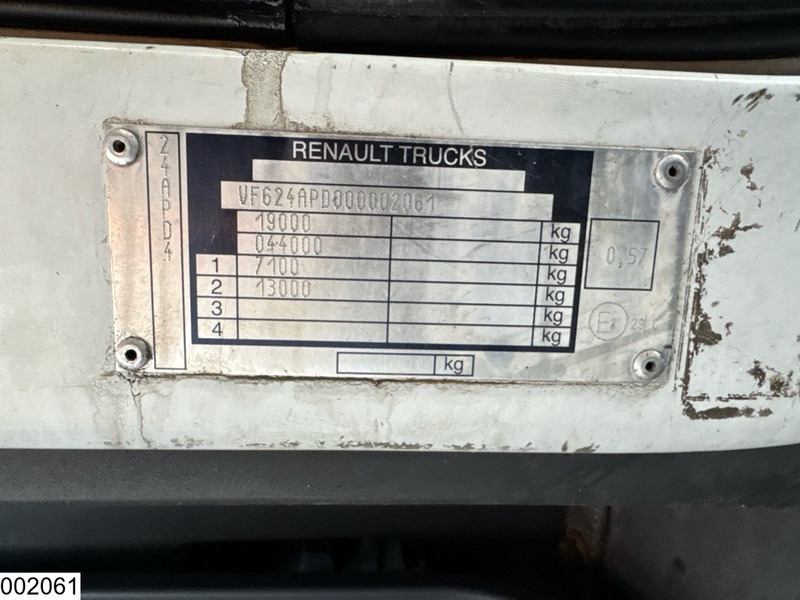 RENAULT TRUCKS
24APD4
VF624APD000002061
19000 kg
044000 kg
1 7100 kg
2 13000 kg
3 kg
4 kg
kg
0,57
002061